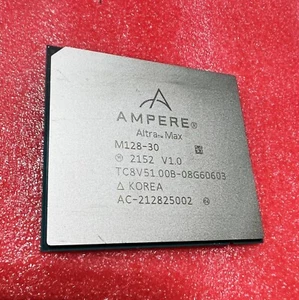 AMPERE®
Altra™ Max
M128-30
2152 V1.0
TC8V51.00B-08G60603
KOREA
AC-212825002